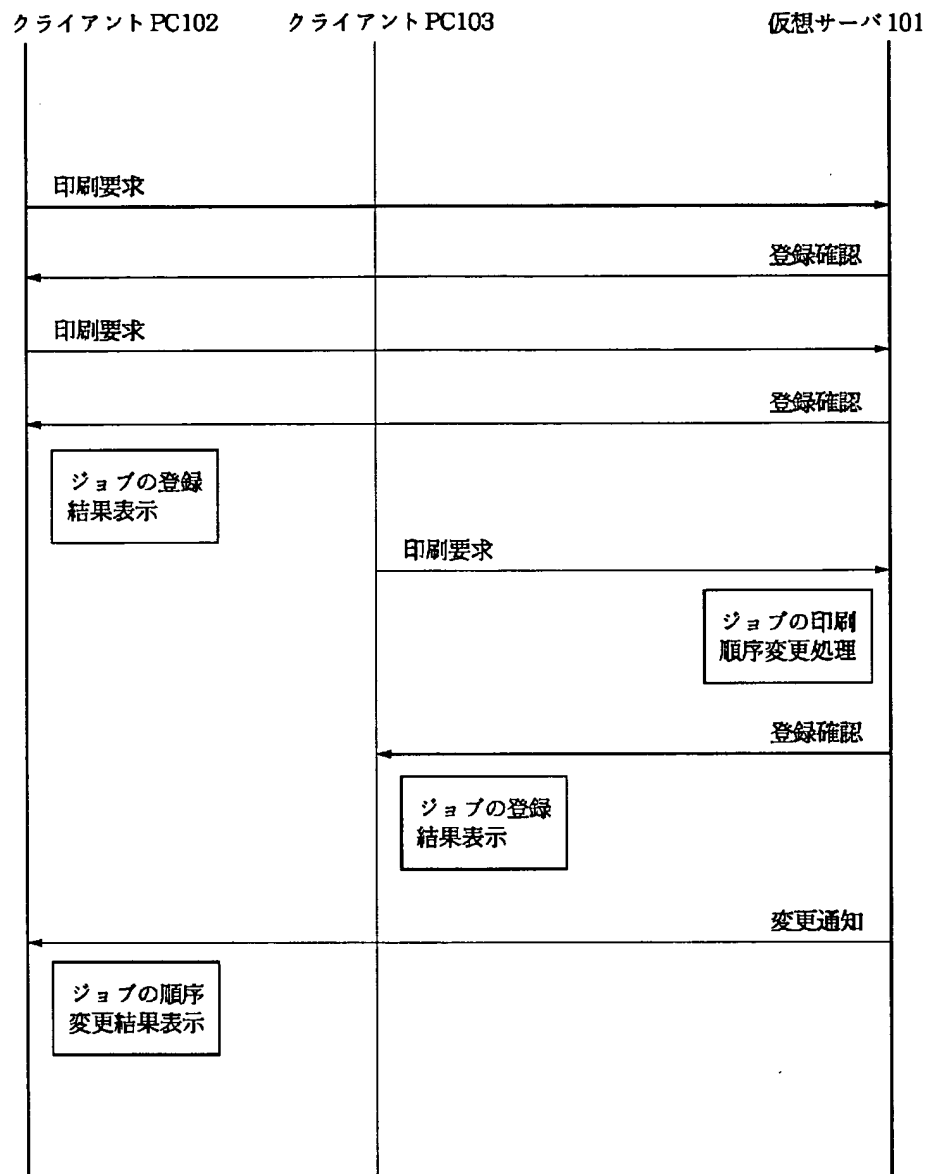 クライアントPC102
クライアントPC103
仮想サーバ101
印刷要求
登録確認
印刷要求
登録確認
ジョブの登録
結果表示
印刷要求
ジョブの印刷
順序変更処理
登録確認
ジョブの登録
結果表示
変更通知
ジョブの順序
変更結果表示